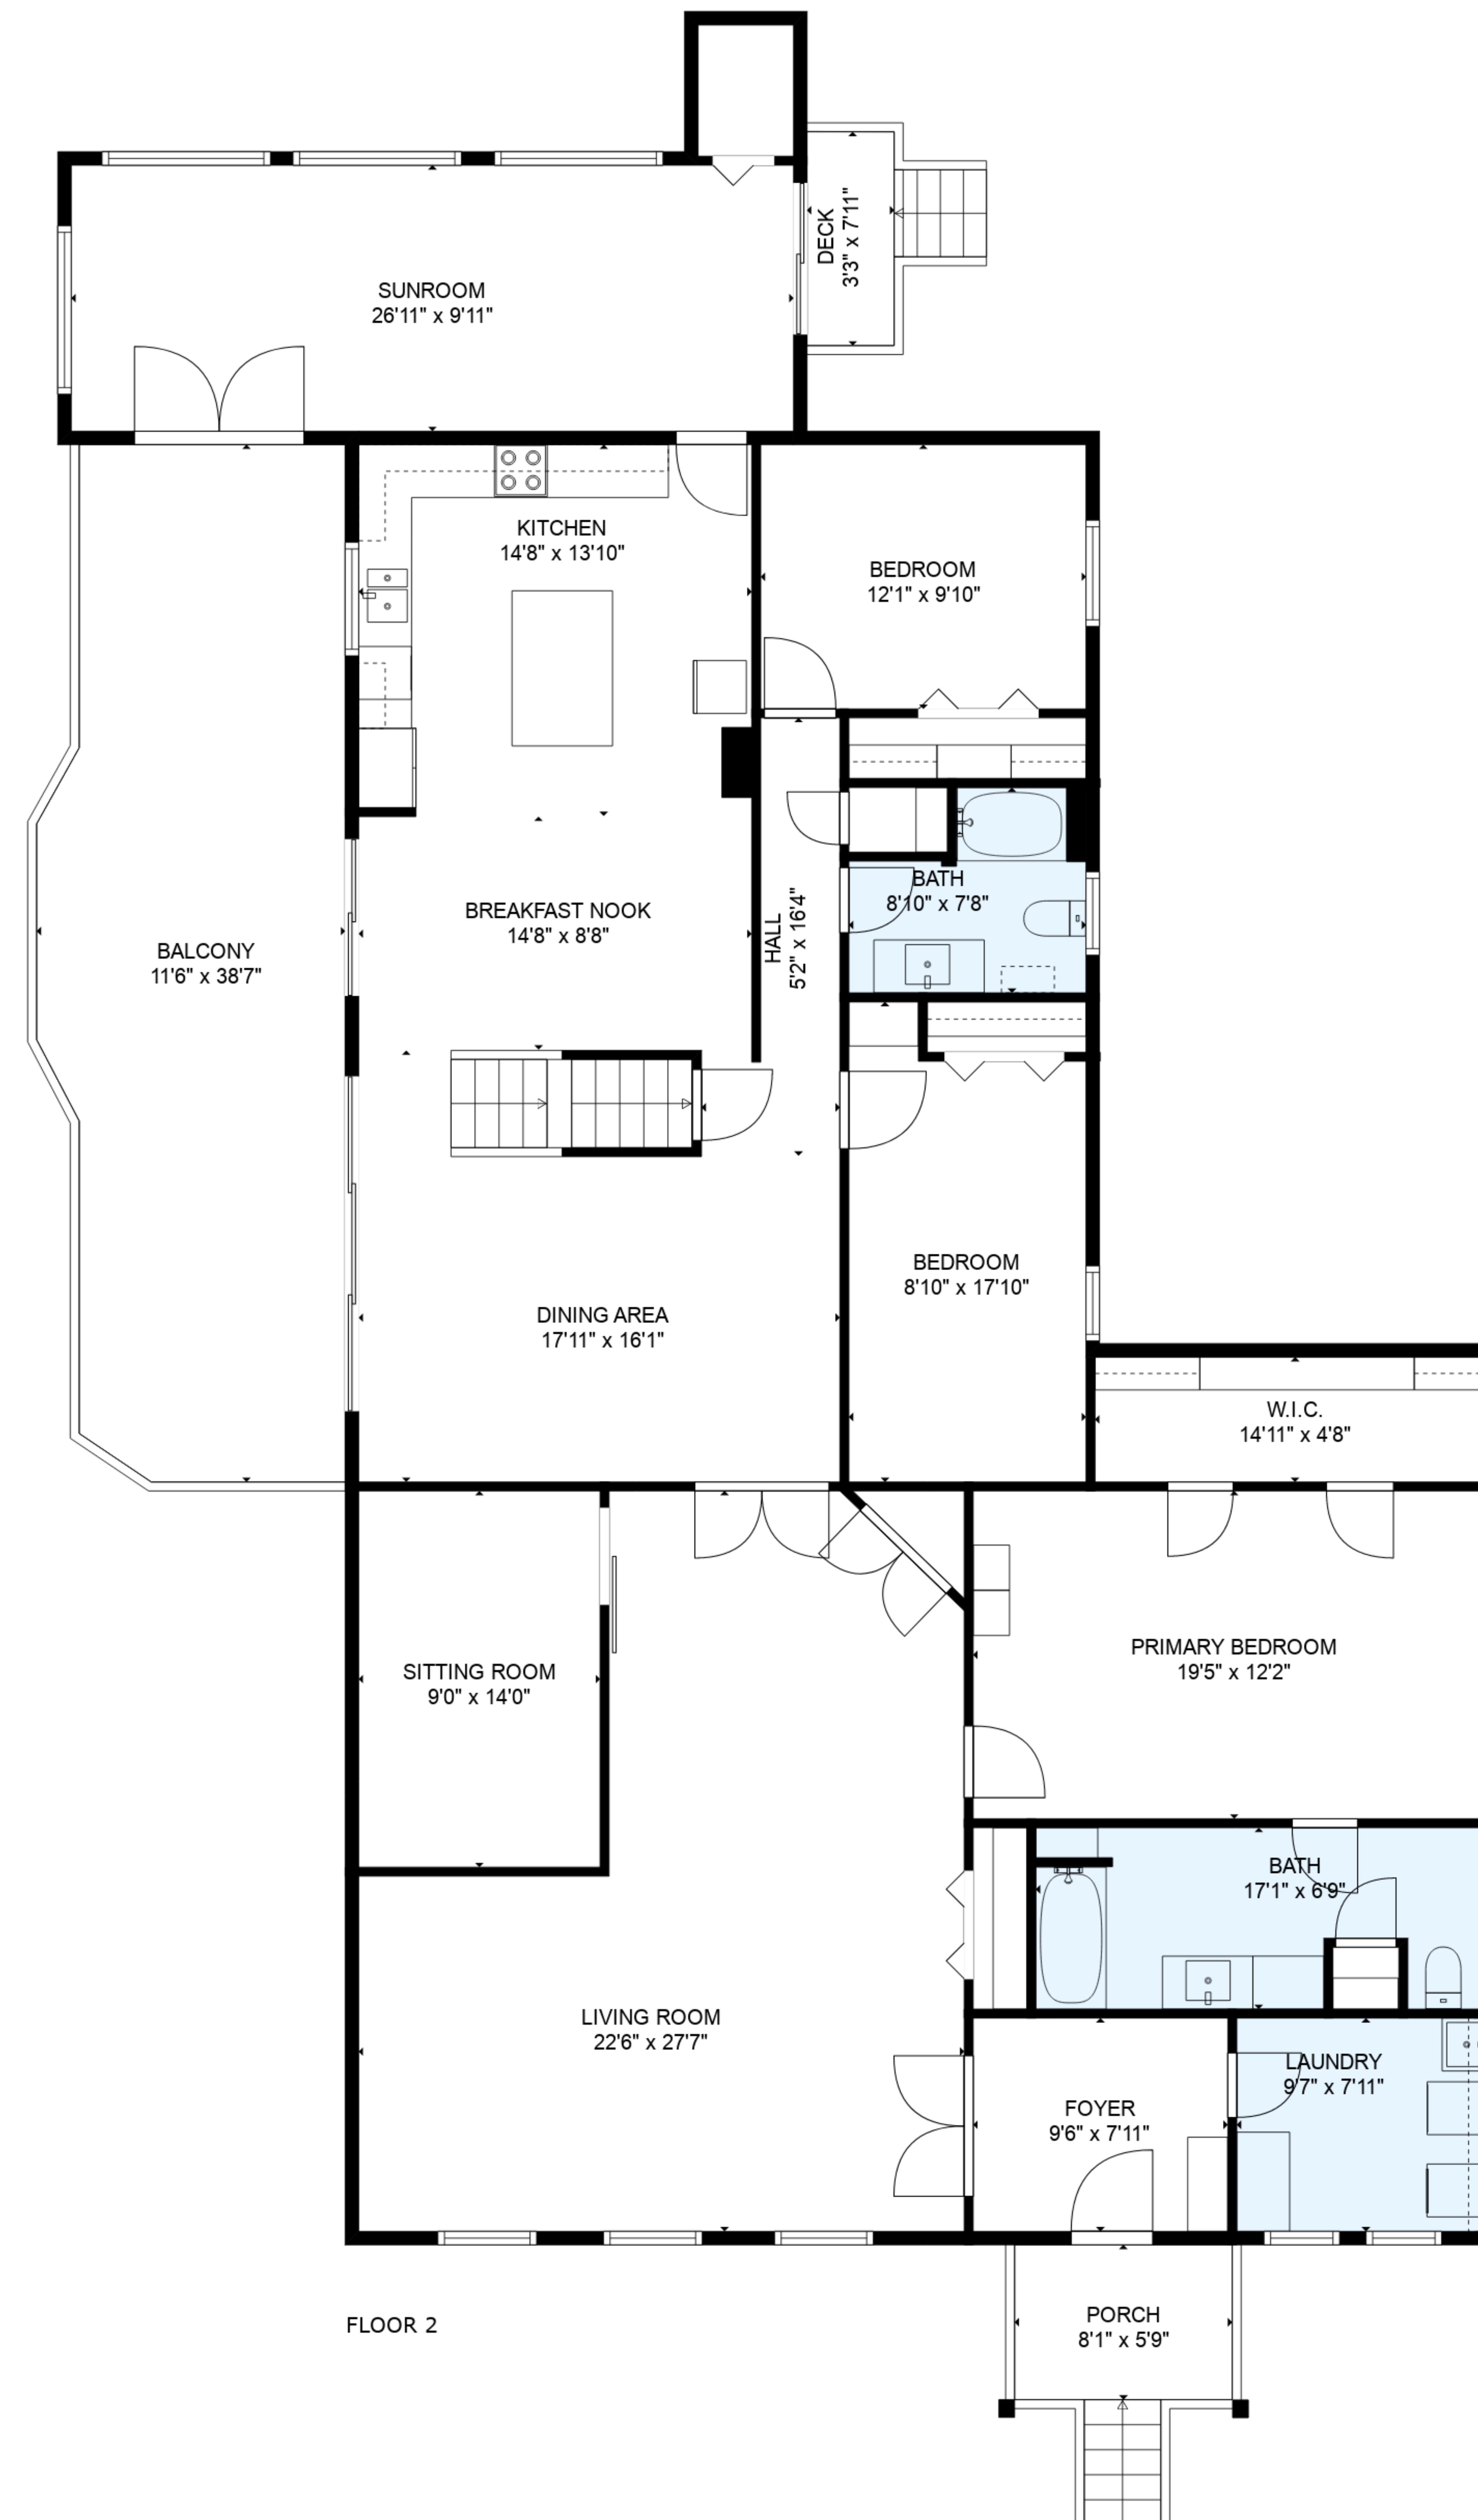 DECK
3'3" x 7'11"
SUNROOM
26'11" x 9'11"
KITCHEN
14'8" x 13'10"
BEDROOM
12'1" x 9'10"
BATH
8'10" x 7'8"
BREAKFAST NOOK
14'8" x 8'8"
HALL
5'2" x 16'4"
BALCONY
11'6" x 38'7"
BEDROOM
8'10" x 17'10"
DINING AREA
17'11" x 16'1"
W.I.C.
14'11" x 4'8"
PRIMARY BEDROOM
19'5" x 12'2"
SITTING ROOM
9'0" x 14'0"
BATH
17'1" x 6'9"
LIVING ROOM
22'6" x 27'7"
LAUNDRY
9'7" x 7'11"
FOYER
9'6" x 7'11"
PORCH
8'1" x 5'9"
FLOOR 2